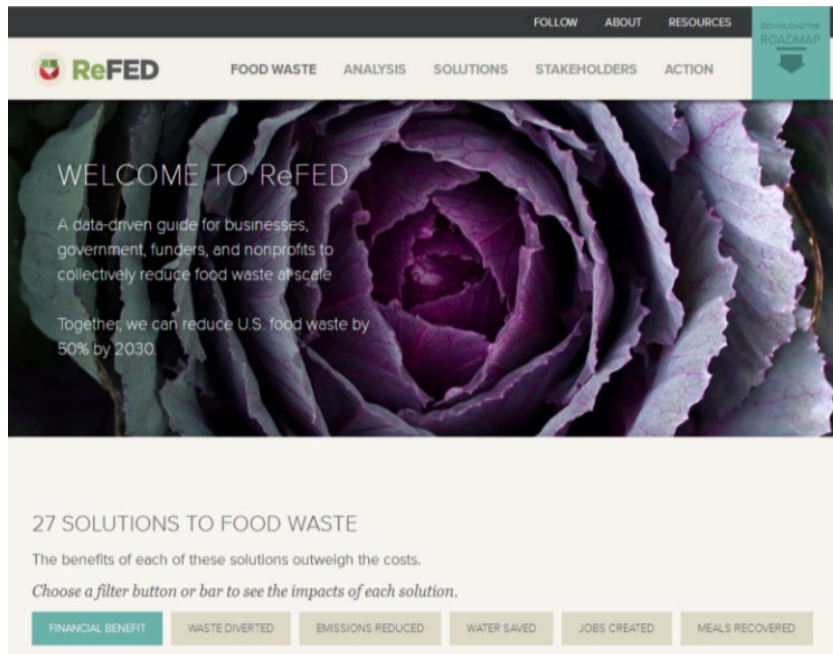 FOLLOW ABOUT RESOURCES
DOWNLOAD THE
ROADMAP
ReFED
FOOD WASTE ANALYSIS SOLUTIONS STAKEHOLDERS ACTION
WELCOME TO ReFED
A data-driven guide for businesses,
government, funders, and nonprofits to
collectively reduce food waste at scale
Together, we can reduce U.S. food waste by
50% by 2030.
27 SOLUTIONS TO FOOD WASTE
The benefits of each of these solutions outweigh the costs.
Choose a filter button or bar to see the impacts of each solution.
FINANCIAL BENEFIT WASTE DIVERTED EMISSIONS REDUCED WATER SAVED JOBS CREATED MEALS RECOVERED